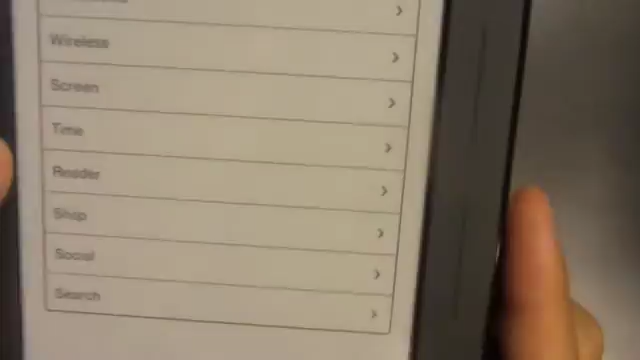 Wireless
Screen
Time
Reader
Shop
Social
Search